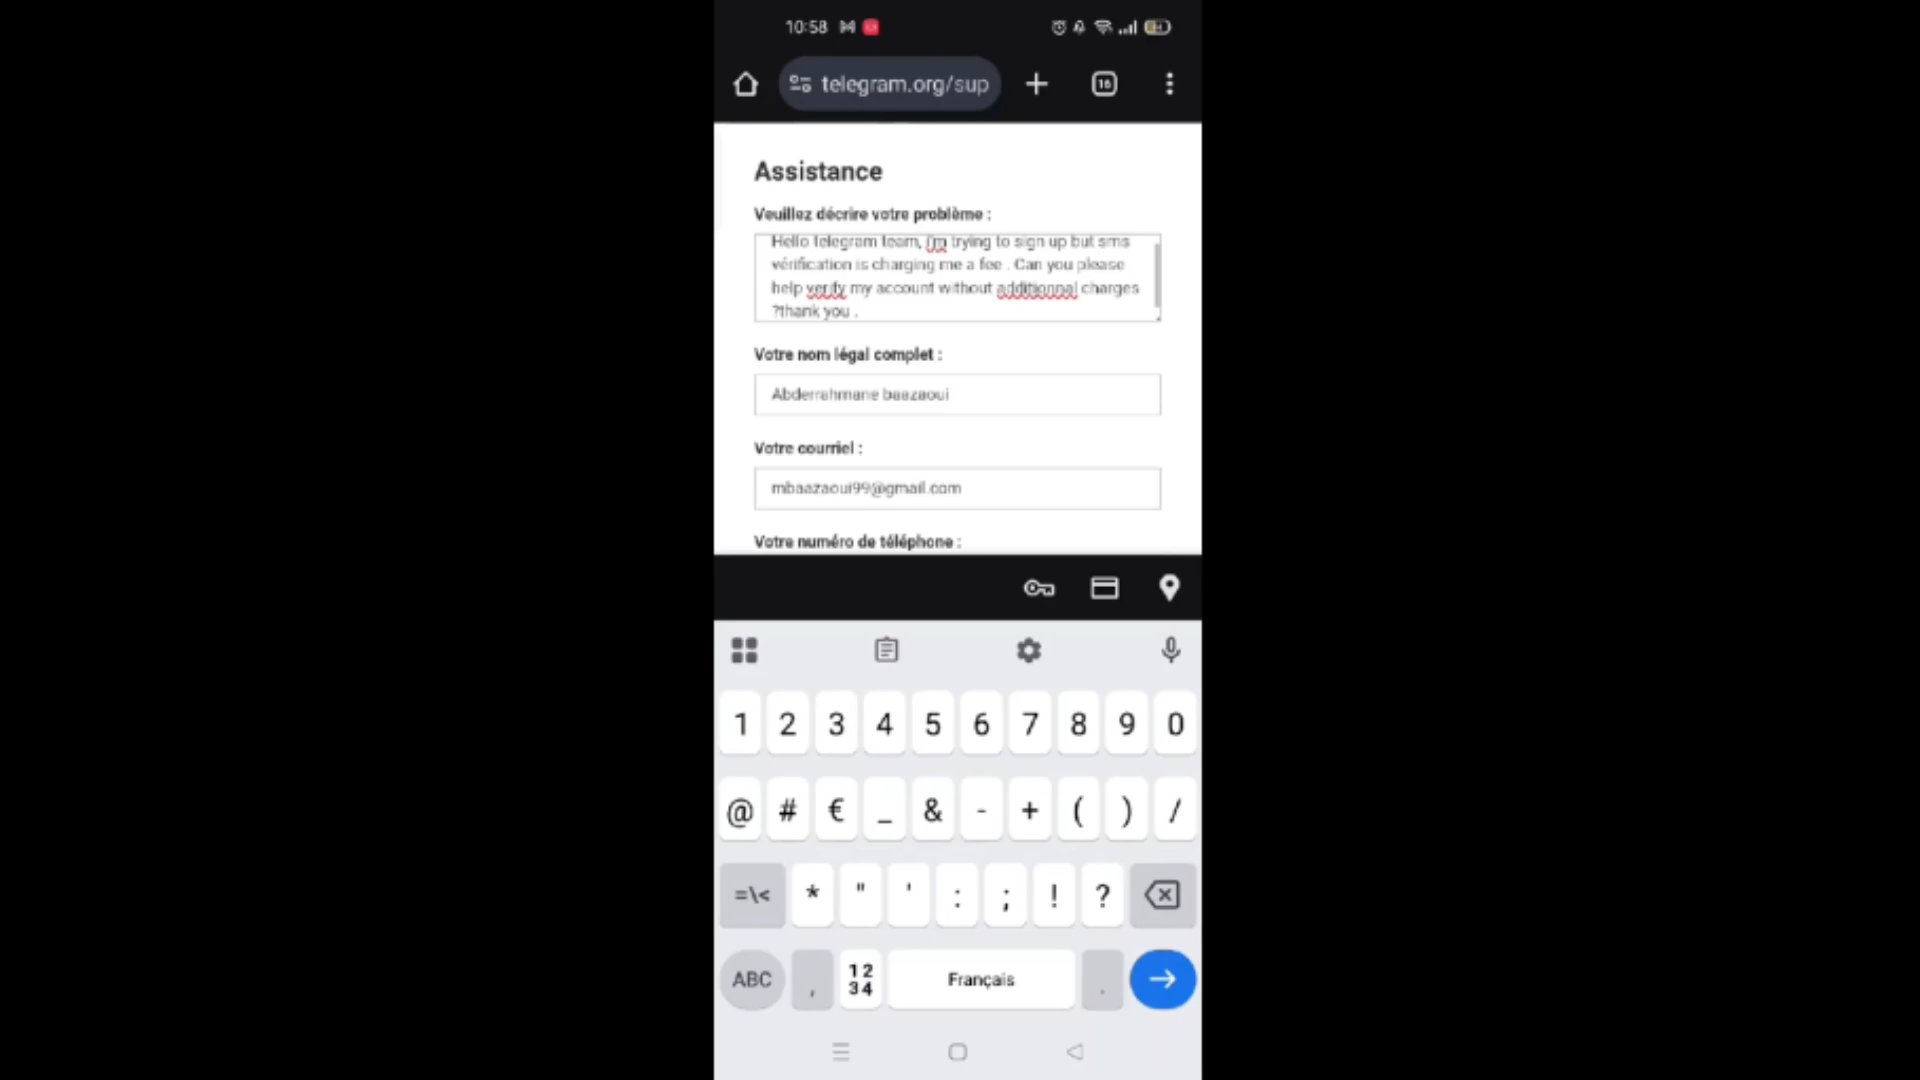 10:58
telegram.org/sup
16
Assistance
Veuillez décrire votre problème :
Hello telegram team, i'm trying to sign up but sms
vérification is charging me a fee . Can you please
help verify my account without additionnal charges
?thank you .
Votre nom légal complet :
Abderrahmane baazaoui
Votre courriel :
mbaazaoui99@gmail.com
Votre numéro de téléphone :
1 2 3 4 5 6 7 8 9 0
@ # € _ & - + ( ) /
=\< * " ' : ; ! ?
ABC , 12 34 Français .